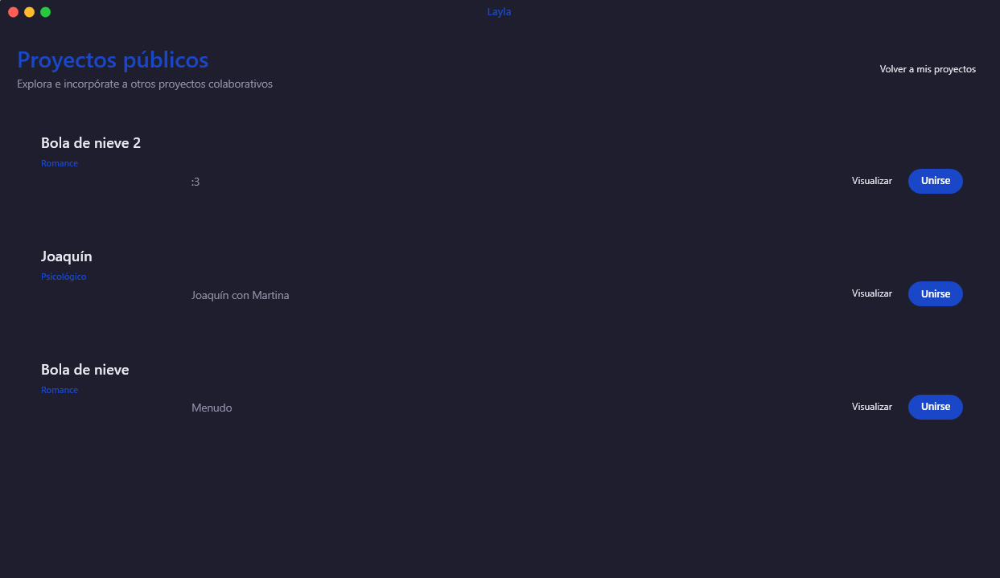 Layla
Proyectos públicos
Explora e incorpórate a otros proyectos colaborativos
Volver a mis proyectos
Bola de nieve 2
Romance
:3
Visualizar
Unirse
Joaquín
Psicológico
Joaquín con Martina
Visualizar
Unirse
Bola de nieve
Romance
Menudo
Visualizar
Unirse